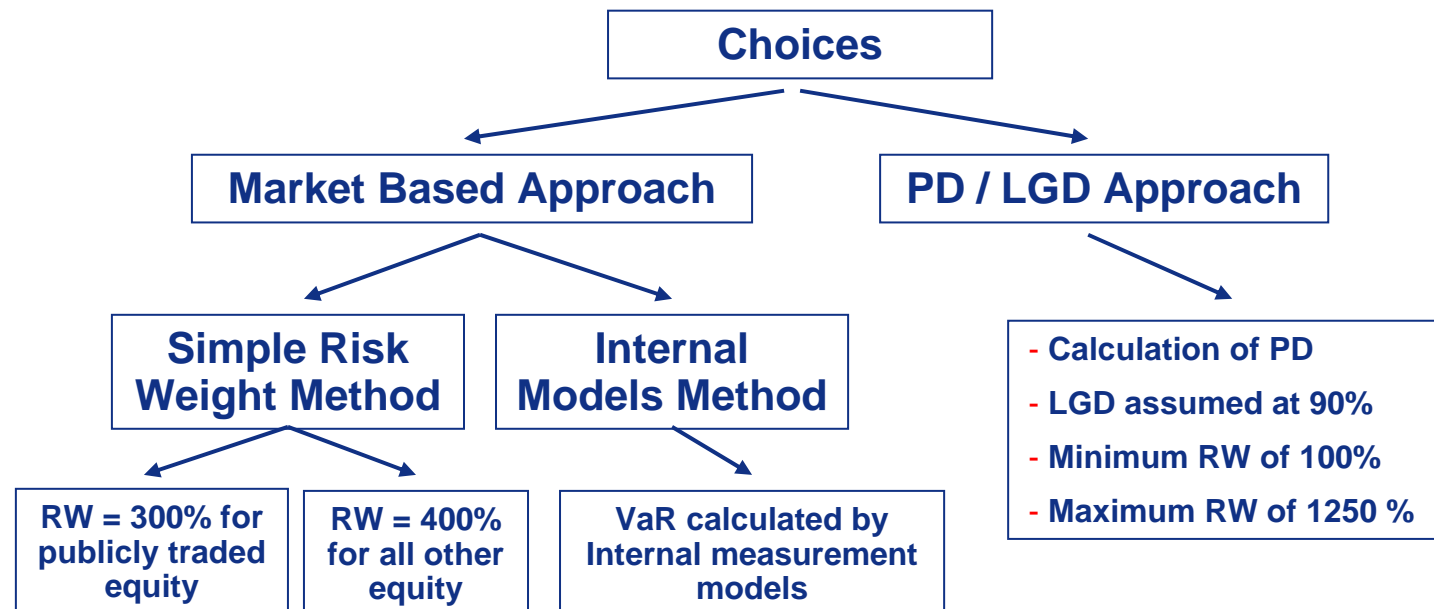 Choices
Market Based Approach
PD / LGD Approach
Simple Risk
Weight Method
Internal
Models Method
- Calculation of PD
- LGD assumed at 90%
- Minimum RW of 100%
- Maximum RW of 1250 %
RW = 300% for
publicly traded
equity
RW = 400%
for all other
equity
VaR calculated by
Internal measurement
models